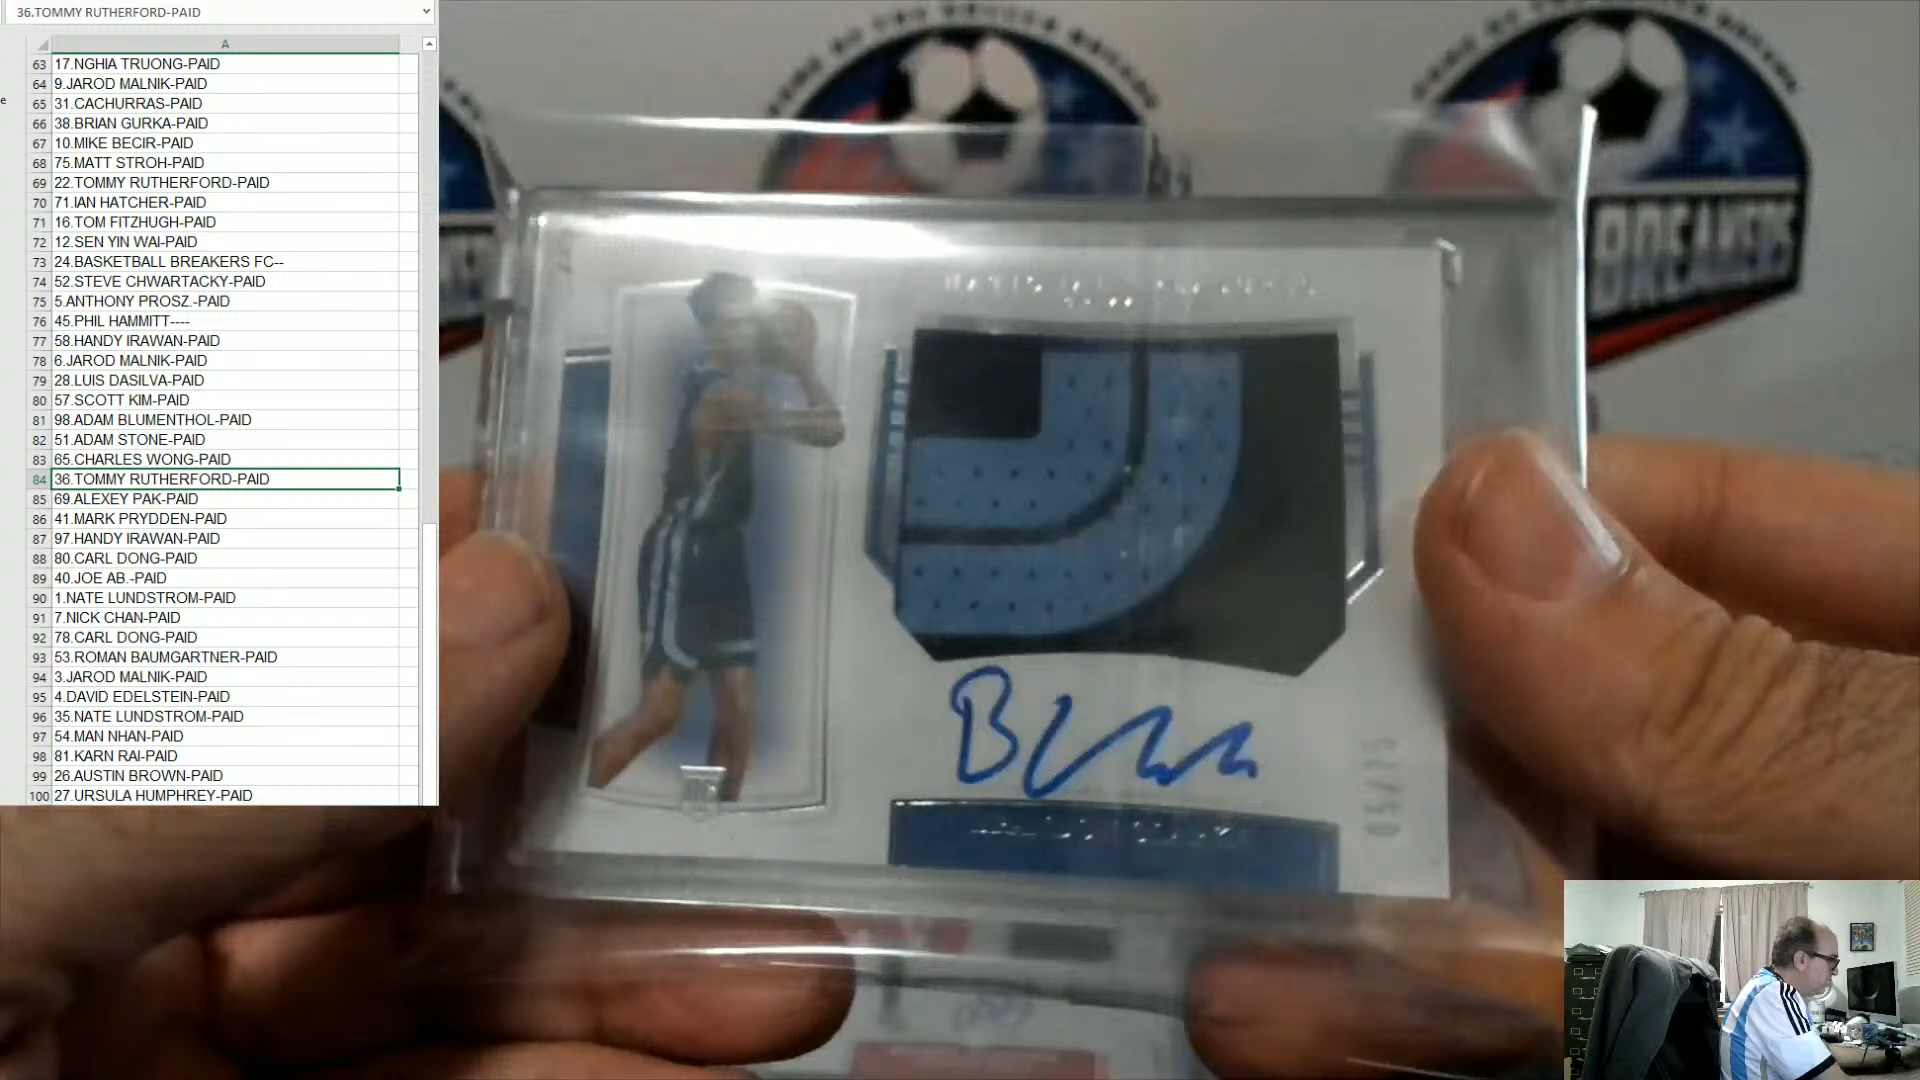 36.TOMMY RUTHERFORD-PAID
A
63 17.NGHIA TRUONG-PAID
64 9.JAROD MALNIK-PAID
e
65 31.CACHURRAS-PAID
66 38.BRIAN GURKA-PAID
67 10.MIKE BECIR-PAID
68 75.MATT STROH-PAID
69 22.TOMMY RUTHERFORD-PAID
70 71.IAN HATCHER-PAID
71 16.TOM FITZHUGH-PAID
72 12.SEN YIN WAI-PAID
73 24.BASKETBALL BREAKERS FC--
74 52.STEVE CHWARTACKY-PAID
75 5.ANTHONY PROSZ.-PAID
76 45.PHIL HAMMITT----
77 58.HANDY IRAWAN-PAID
78 6.JAROD MALNIK-PAID
79 28.LUIS DASILVA-PAID
80 57.SCOTT KIM-PAID
81 98.ADAM BLUMENTHOL-PAID
82 51.ADAM STONE-PAID
83 65.CHARLES WONG-PAID
84 36.TOMMY RUTHERFORD-PAID
85 69.ALEXEY PAK-PAID
86 41.MARK PRYDDEN-PAID
87 97.HANDY IRAWAN-PAID
88 80.CARL DONG-PAID
89 40.JOE AB.-PAID
90 1.NATE LUNDSTROM-PAID
91 7.NICK CHAN-PAID
92 78.CARL DONG-PAID
93 53.ROMAN BAUMGARTNER-PAID
94 3.JAROD MALNIK-PAID
95 4.DAVID EDELSTEIN-PAID
96 35.NATE LUNDSTROM-PAID
97 54.MAN NHAN-PAID
98 81.KARN RAI-PAID
99 26.AUSTIN BROWN-PAID
100 27.URSULA HUMPHREY-PAID
BREAKERS
05/25